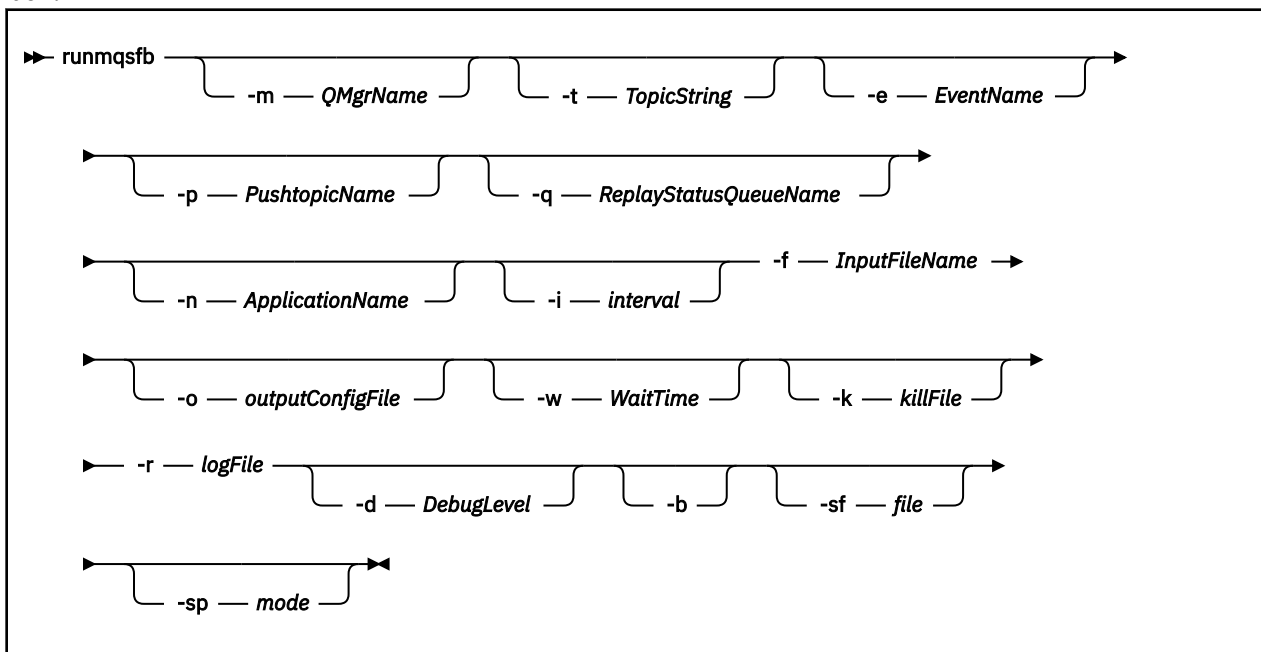 runmqsfb
-m QMgrName -t TopicString -e EventName
-p PushtopicName -q ReplayStatusQueueName
-f InputFileName
-n ApplicationName -i interval
-o outputConfigFile -w WaitTime -k killFile
-r logFile
-d DebugLevel -b -sf file
-sp mode